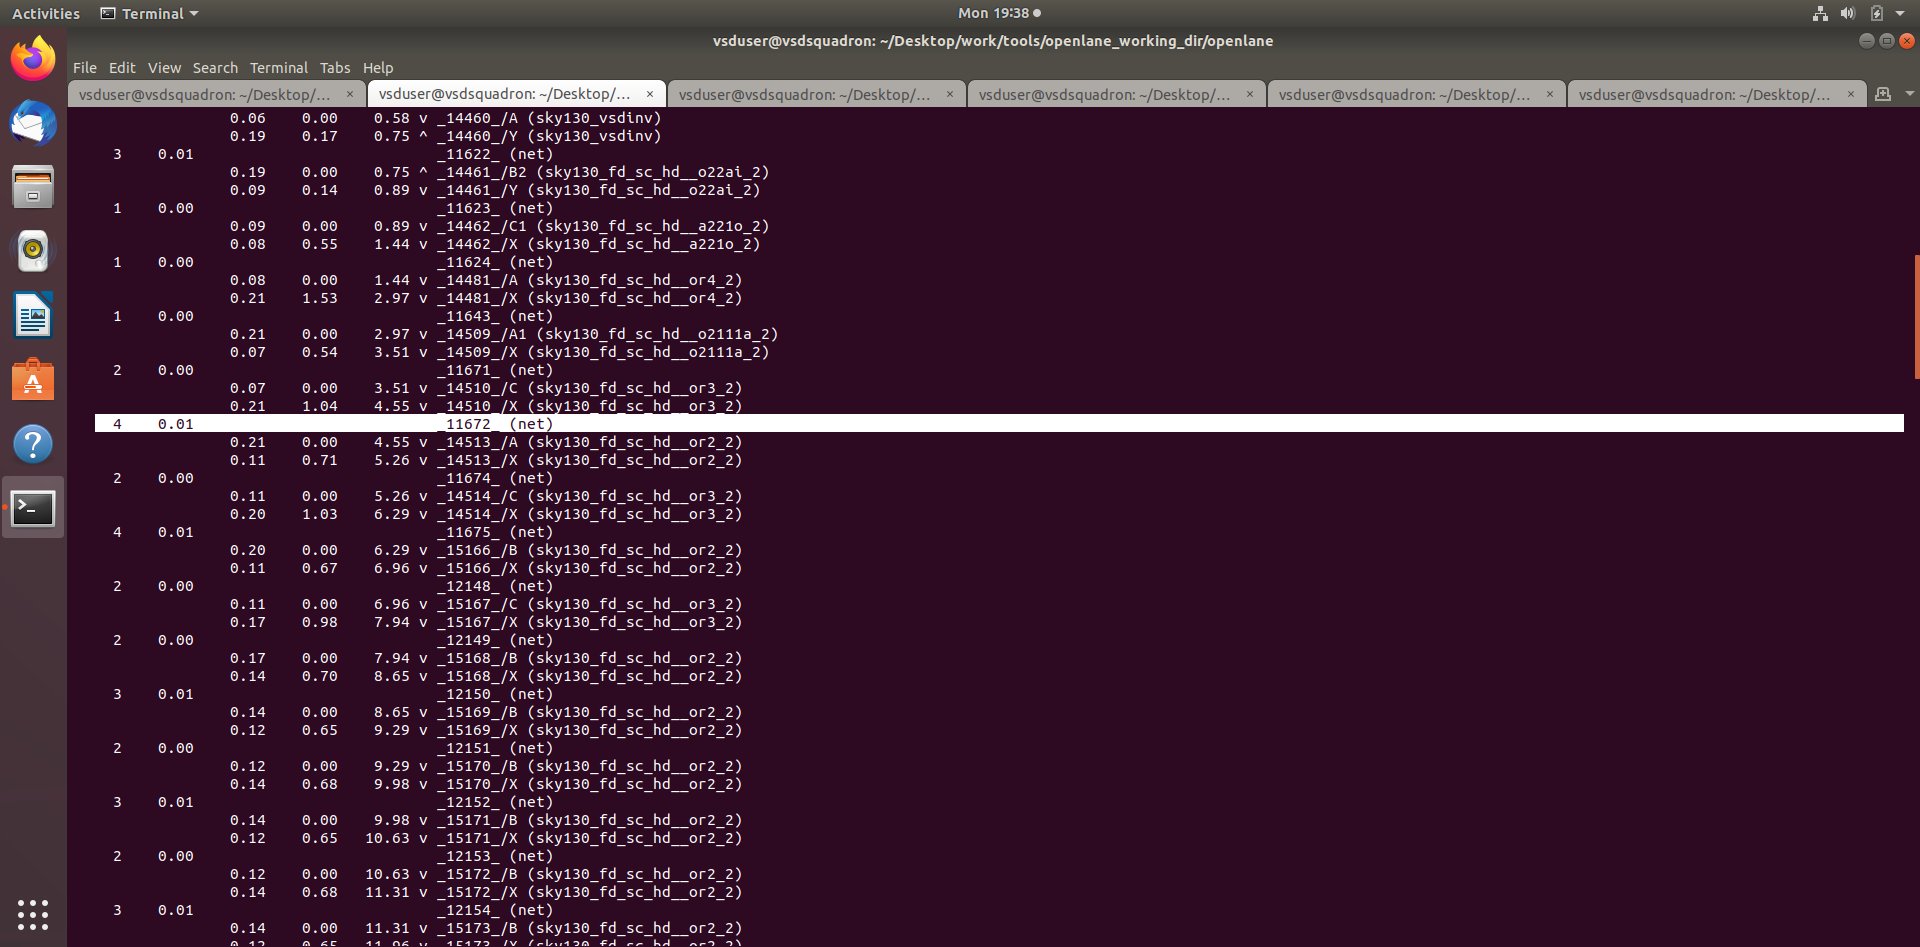 Activities Terminal Mon 19:38
vsduser@vsdsquadron: ~/Desktop/work/tools/openlane_working_dir/openlane
File Edit View Search Terminal Tabs Help
vsduser@vsdsquadron: ~/Desktop/... × vsduser@vsdsquadron: ~/Desktop/... × vsduser@vsdsquadron: ~/Desktop/... × vsduser@vsdsquadron: ~/Desktop/... × vsduser@vsdsquadron: ~/Desktop/... × vsduser@vsdsquadron: ~/Desktop/... ×
0.06 0.00 0.58 v _14460_/A (sky130_vsdinv)
0.19 0.17 0.75 ^ _14460_/Y (sky130_vsdinv)
3 0.01 _11622_ (net)
0.19 0.00 0.75 ^ _14461_/B2 (sky130_fd_sc_hd__o22ai_2)
0.09 0.14 0.89 v _14461_/Y (sky130_fd_sc_hd__o22ai_2)
1 0.00 _11623_ (net)
0.09 0.00 0.89 v _14462_/C1 (sky130_fd_sc_hd__a221o_2)
0.08 0.55 1.44 v _14462_/X (sky130_fd_sc_hd__a221o_2)
1 0.00 _11624_ (net)
0.08 0.00 1.44 v _14481_/A (sky130_fd_sc_hd__or4_2)
0.21 1.53 2.97 v _14481_/X (sky130_fd_sc_hd__or4_2)
1 0.00 _11643_ (net)
0.21 0.00 2.97 v _14509_/A1 (sky130_fd_sc_hd__o2111a_2)
0.07 0.54 3.51 v _14509_/X (sky130_fd_sc_hd__o2111a_2)
2 0.00 _11671_ (net)
0.07 0.00 3.51 v _14510_/C (sky130_fd_sc_hd__or3_2)
0.21 1.04 4.55 v _14510_/X (sky130_fd_sc_hd__or3_2)
4 0.01 _11672_ (net)
0.21 0.00 4.55 v _14513_/A (sky130_fd_sc_hd__or2_2)
0.11 0.71 5.26 v _14513_/X (sky130_fd_sc_hd__or2_2)
2 0.00 _11674_ (net)
0.11 0.00 5.26 v _14514_/C (sky130_fd_sc_hd__or3_2)
0.20 1.03 6.29 v _14514_/X (sky130_fd_sc_hd__or3_2)
4 0.01 _11675_ (net)
0.20 0.00 6.29 v _15166_/B (sky130_fd_sc_hd__or2_2)
0.11 0.67 6.96 v _15166_/X (sky130_fd_sc_hd__or2_2)
2 0.00 _12148_ (net)
0.11 0.00 6.96 v _15167_/C (sky130_fd_sc_hd__or3_2)
0.17 0.98 7.94 v _15167_/X (sky130_fd_sc_hd__or3_2)
2 0.00 _12149_ (net)
0.17 0.00 7.94 v _15168_/B (sky130_fd_sc_hd__or2_2)
0.14 0.70 8.65 v _15168_/X (sky130_fd_sc_hd__or2_2)
3 0.01 _12150_ (net)
0.14 0.00 8.65 v _15169_/B (sky130_fd_sc_hd__or2_2)
0.12 0.65 9.29 v _15169_/X (sky130_fd_sc_hd__or2_2)
2 0.00 _12151_ (net)
0.12 0.00 9.29 v _15170_/B (sky130_fd_sc_hd__or2_2)
0.14 0.68 9.98 v _15170_/X (sky130_fd_sc_hd__or2_2)
3 0.01 _12152_ (net)
0.14 0.00 9.98 v _15171_/B (sky130_fd_sc_hd__or2_2)
0.12 0.65 10.63 v _15171_/X (sky130_fd_sc_hd__or2_2)
2 0.00 _12153_ (net)
0.12 0.00 10.63 v _15172_/B (sky130_fd_sc_hd__or2_2)
0.14 0.68 11.31 v _15172_/X (sky130_fd_sc_hd__or2_2)
3 0.01 _12154_ (net)
0.14 0.00 11.31 v _15173_/B (sky130_fd_sc_hd__or2_2)
0.12 0.65 11.96 v _15173_/X (sky130_fd_sc_hd__or2_2)